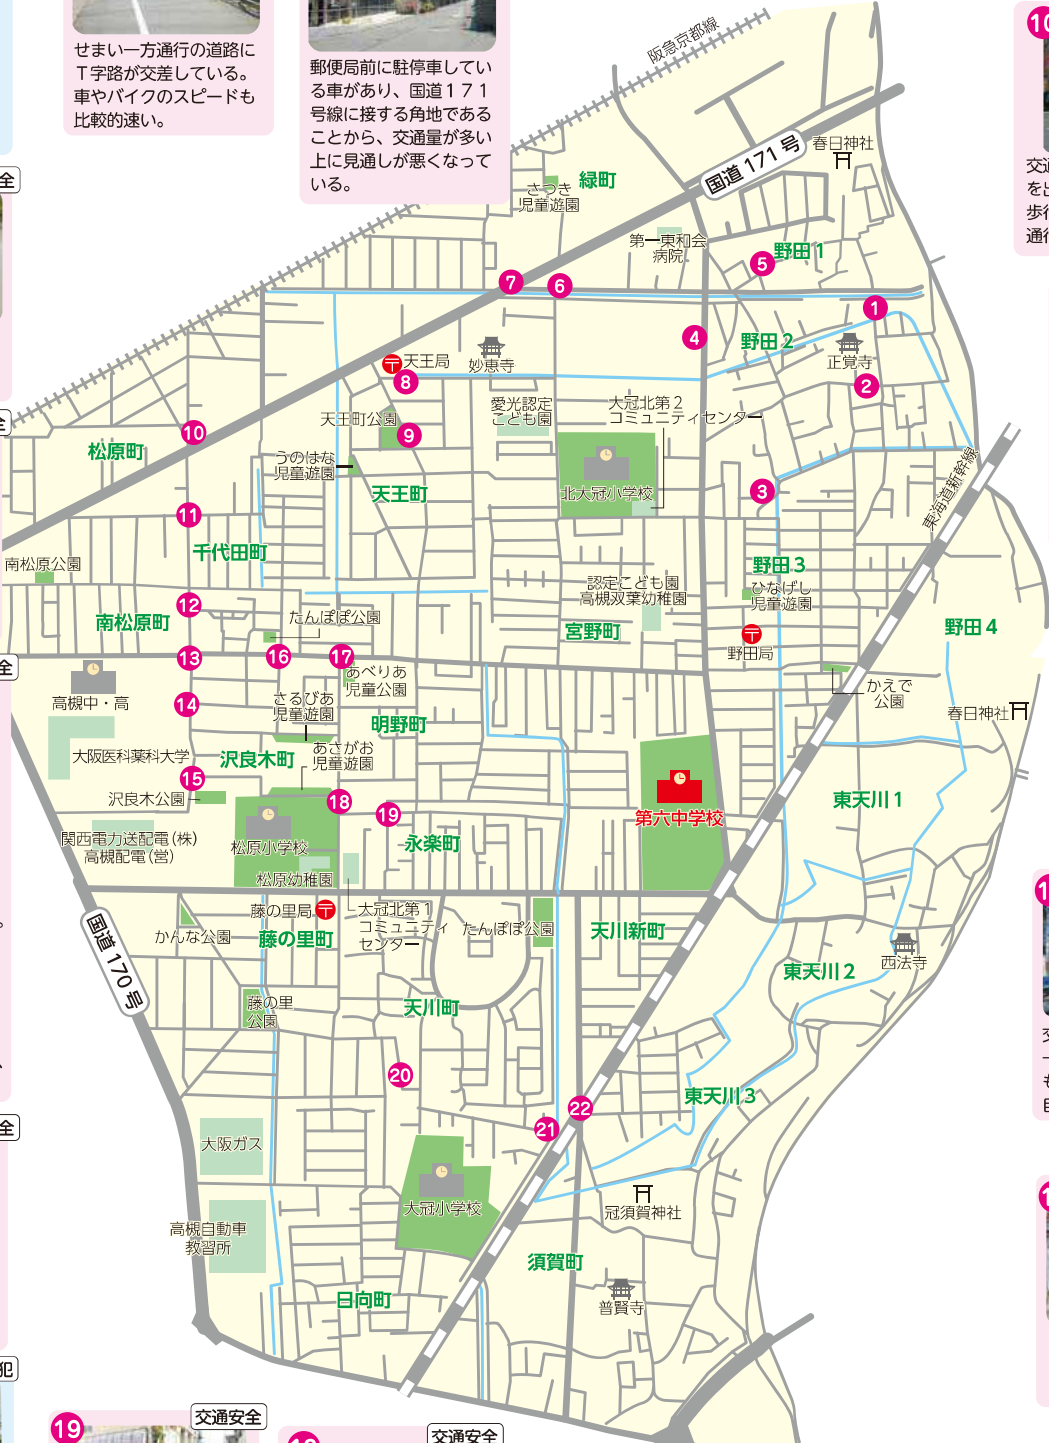 せまい一方通行の道路に
T字路が交差している。
車やバイクのスピードも
比較的速い。
郵便局前に駐停車してい
る車があり、国道171
号線に接する角地である
ことから、交通量が多い
上に見通しが悪くなって
いる。
阪急京都線
10
全
交通
春日神社
国道171号
緑町
さつき
児童遊園
第一東和会
病院
野田1
5
7
6
1
4
野田2
天王局
妙恵寺
正覚寺
8
2
愛光認定
こども園
大冠北第2
コミュニティセンター
天王町公園
9
全
10
松原町
うのはな
児童遊園
天王町
北大冠小学校
3
東海道新幹線
11
千代田町
南松原公園
野田3
認定こども園
高槻双葉幼稚園
ひなげし
児童遊園
12
南松原町
たんぽぽ公園
宮野町
野田4
野田局
全
13
16
17
あべりあ
児童公園
高槻中・高
かえで
公園
14
さるびあ
児童遊園
春日神社
明野町
大阪医科薬科大学
沢良木町
あさがお
児童遊園
15
沢良木公園
18
19
東天川1
第六中学校
関西電力送配電(株)
高槻配電(営)
松原小学校
永楽町
松原幼稚園
藤の里局
大冠北第1
コミュニティ
センター
たんぽぽ公園
天川新町
国道170号
かんな公園
藤の里町
東天川2
西法寺
藤の里
公園
天川町
20
東天川3
22
21
全
大阪ガス
大冠小学校
冠須賀神社
高槻自動車
教習所
須賀町
日向町
普賢寺
犯
19
交通安全
交通安全